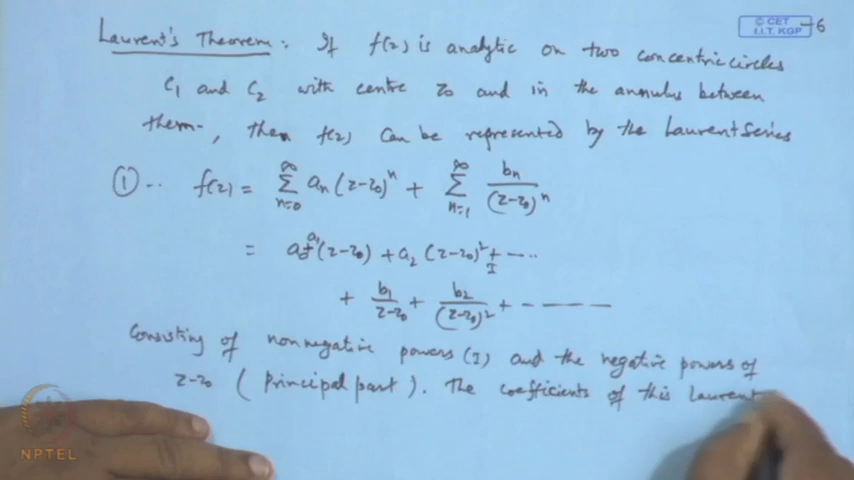 © CET
I.I.T. KGP
-6
Laurent's Theorem: If f(z) is analytic on two concentric circles
C1 and C2 with centre z0 and in the annulus between
them, then f(z) can be represented by the Laurent Series
① .. f(z) = ∑_{n=0}^{∞} an (z-z0)^n + ∑_{n=1}^{∞} bn/(z-z0)^n
= a0 + a1 (z-z0) + a2 (z-z0)^2 + ----
I
+ b1/(z-z0) + b2/(z-z0)^2 + - - - - -
Consisting of nonnegative powers (I) and the negative powers of
z-z0 (Principal part). The coefficients of this Laurent
NPTEL